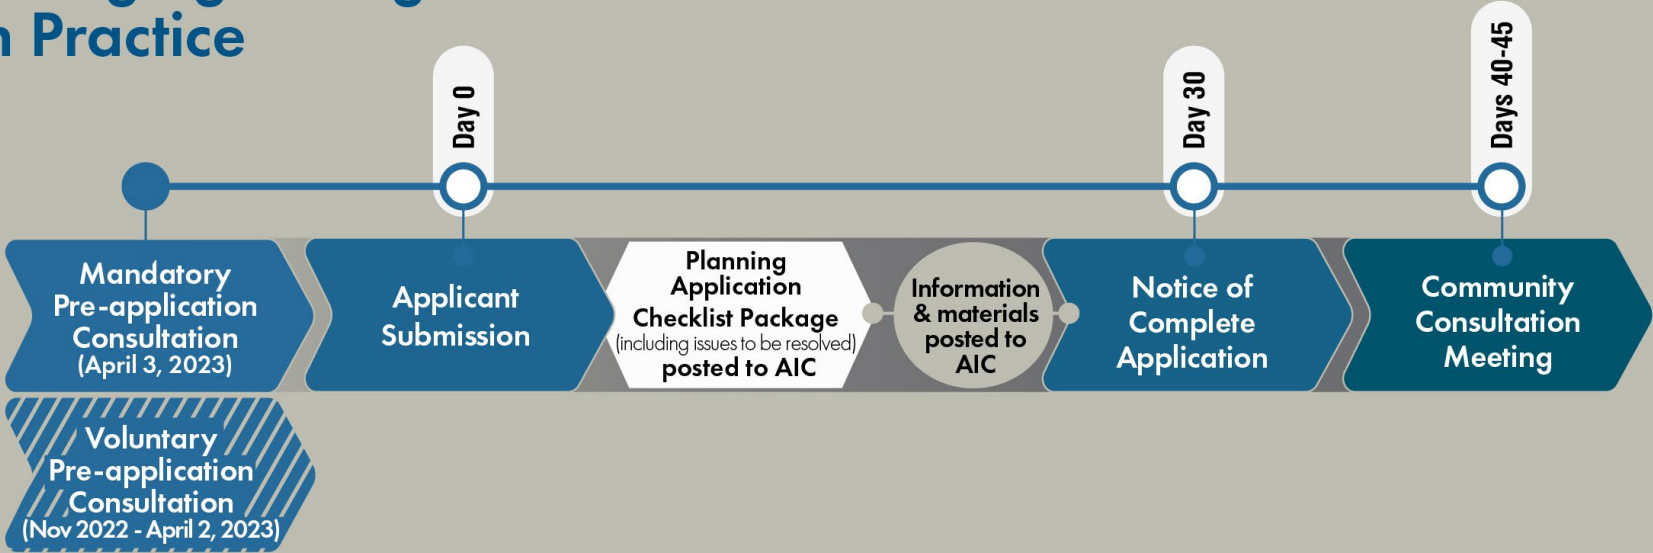 Practice
Day 0
Day 30
Days 40-45
Mandatory
Pre-application
Consultation
(April 3, 2023)
Applicant
Submission
Planning
Application
Checklist Package
(including issues to be resolved)
posted to AIC
Information
& materials
posted to
AIC
Notice of
Complete
Application
Community
Consultation
Meeting
Voluntary
Pre-application
Consultation
(Nov 2022 - April 2, 2023)